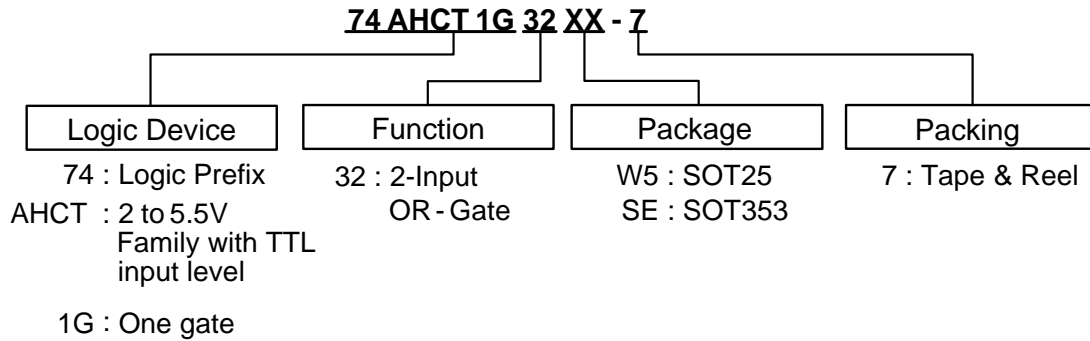 74 AHCT 1G 32 XX - 7
Logic Device
Function
Package
Packing
74 : Logic Prefix
AHCT : 2 to 5.5V
Family with TTL
input level
1G : One gate
32 : 2-Input
OR - Gate
W5 : SOT25
SE : SOT353
7 : Tape & Reel